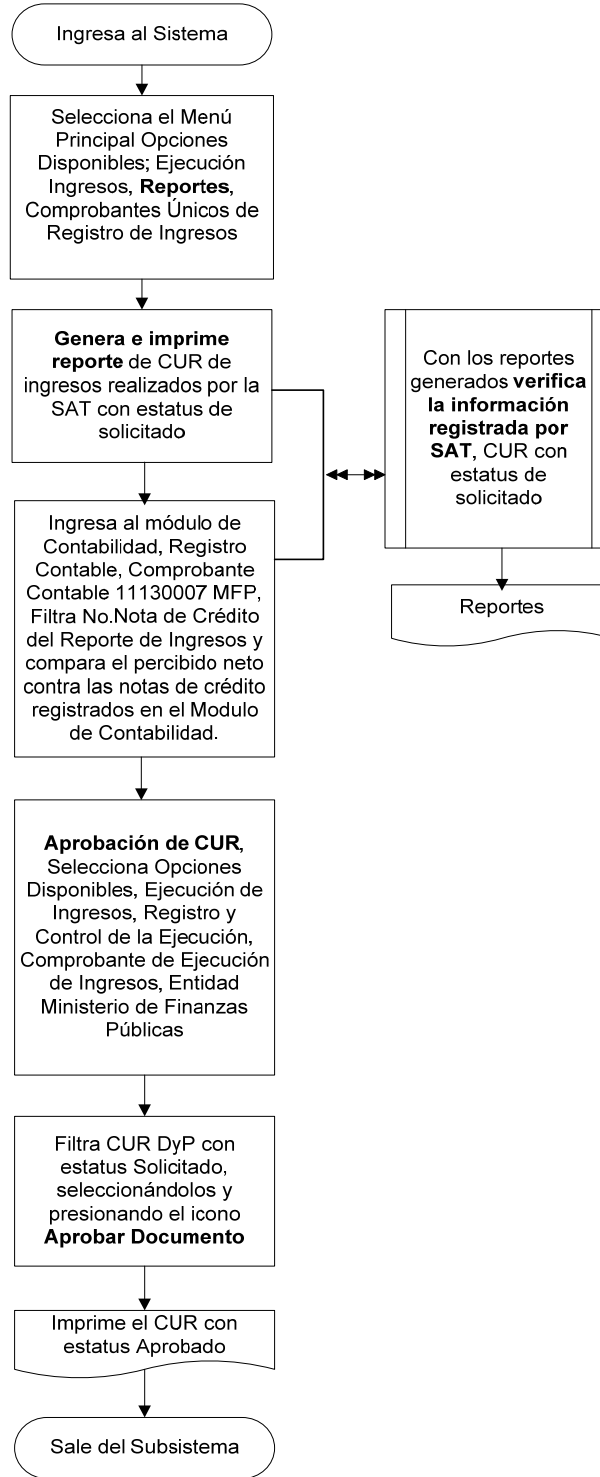 Ingresa al Sistema
Selecciona el Menú
Principal Opciones
Disponibles; Ejecución
Ingresos, Reportes,
Comprobantes Únicos de
Registro de Ingresos
Genera e imprime
reporte de CUR de
ingresos realizados por la
SAT con estatus de
solicitado
Con los reportes
generados verifica
la información
registrada por
SAT, CUR con
estatus de
solicitado
Reportes
Ingresa al módulo de
Contabilidad, Registro
Contable, Comprobante
Contable 11130007 MFP,
Filtra No.Nota de Crédito
del Reporte de Ingresos y
compara el percibido neto
contra las notas de crédito
registrados en el Modulo
de Contabilidad.
Aprobación de CUR,
Selecciona Opciones
Disponibles, Ejecución de
Ingresos, Registro y
Control de la Ejecución,
Comprobante de Ejecución
de Ingresos, Entidad
Ministerio de Finanzas
Públicas
Filtra CUR DyP con
estatus Solicitado,
seleccionándolos y
presionando el icono
Aprobar Documento
Imprime el CUR con
estatus Aprobado
Sale del Subsistema